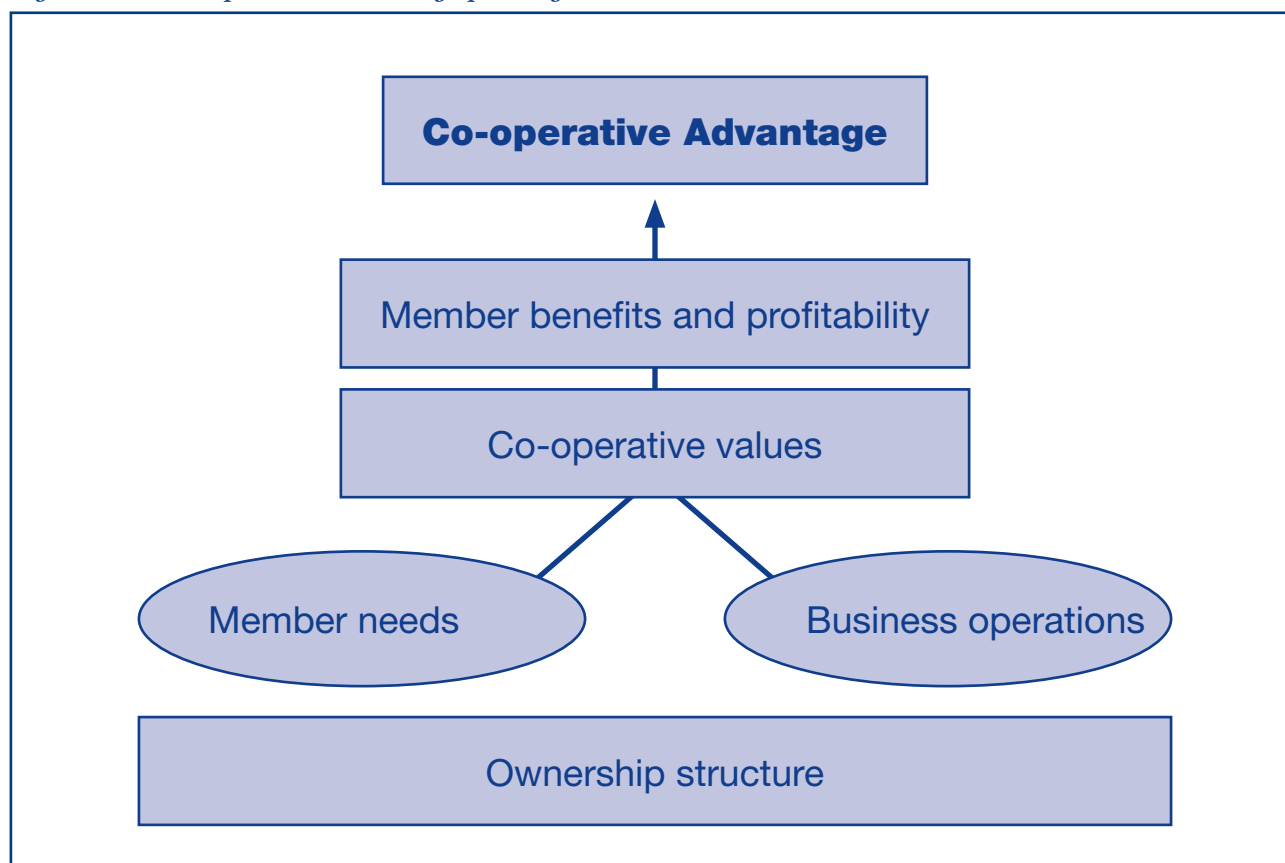 Co-operative Advantage
Member benefits and profitability
Co-operative values
Member needs
Business operations
Ownership structure